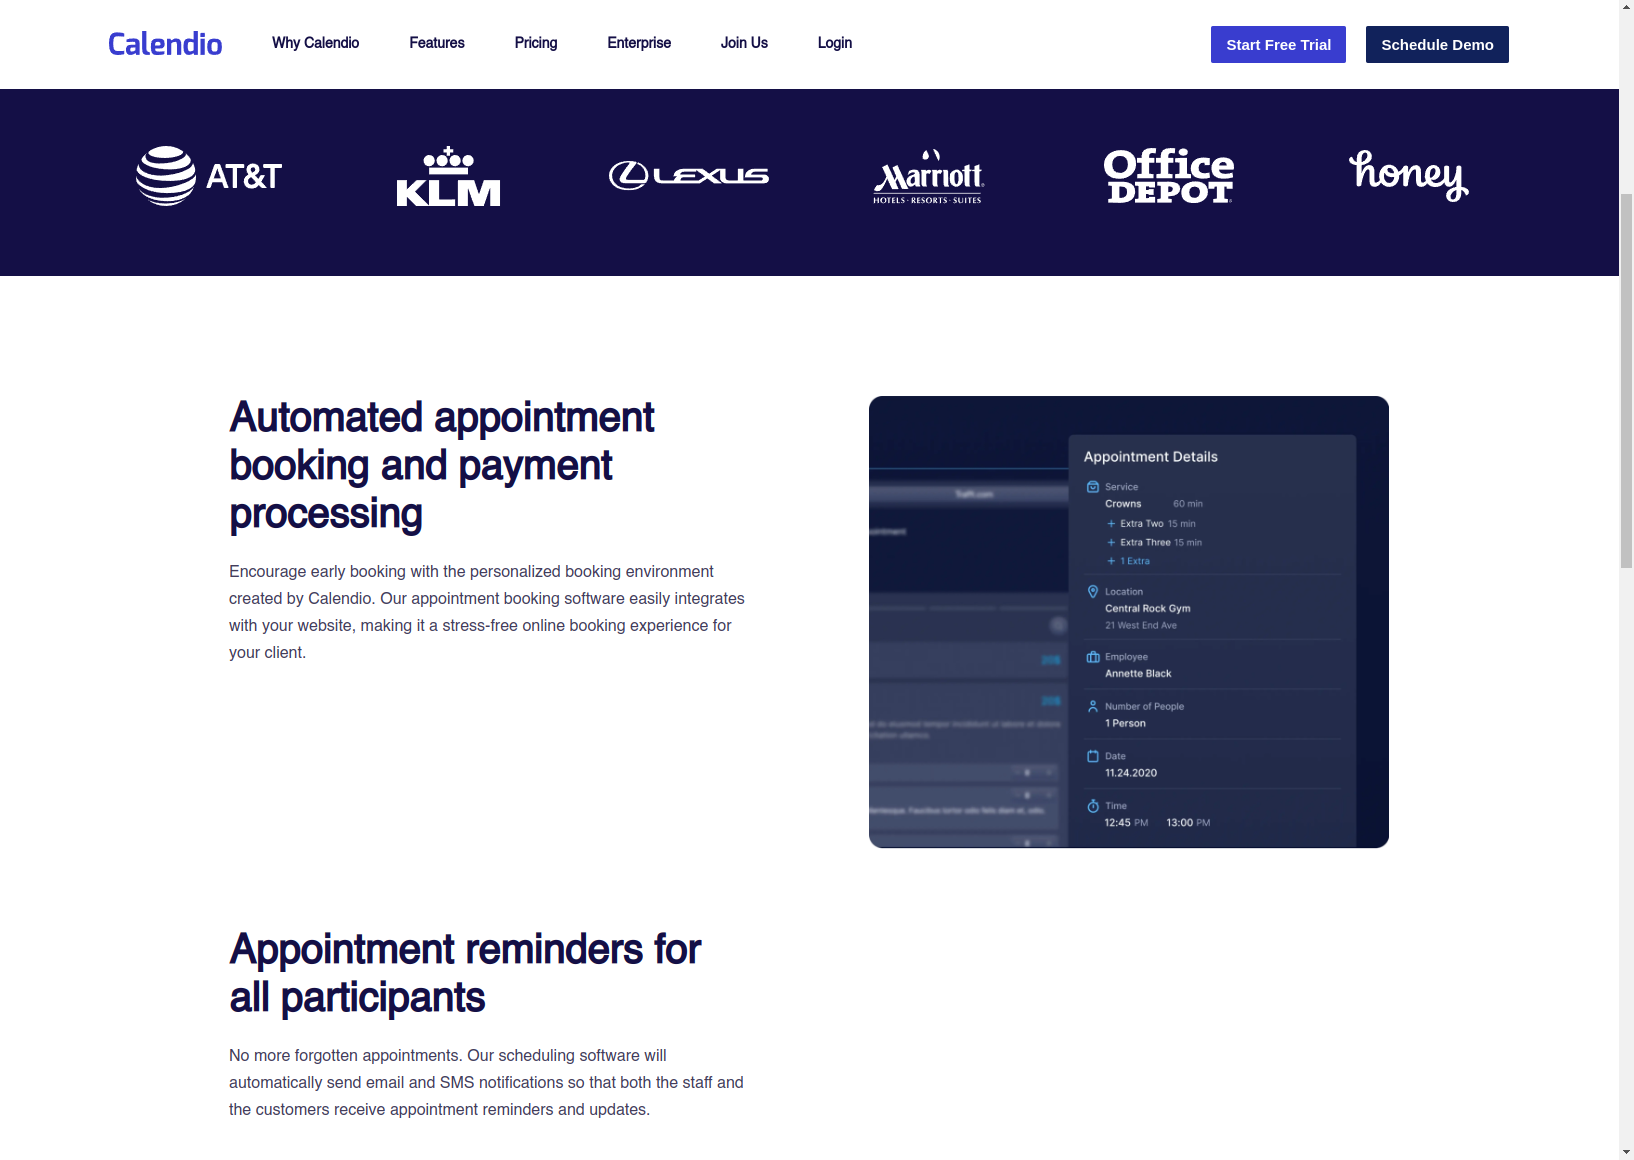 Calendio
Why Calendio
Features
Pricing
Enterprise
Join Us
Login
Start Free Trial
Schedule Demo
AT&T
KLM
LEXUS
Marriott
HOTELS · RESORTS · SUITES
Office
DEPOT
honey
Automated appointment
booking and payment
processing
Encourage early booking with the personalized booking environment
created by Calendio. Our appointment booking software easily integrates
with your website, making it a stress-free online booking experience for
your client.
Appointment Details
Service
Crowns 60 min
+ Extra Two 15 min
+ Extra Three 15 min
+ 1 Extra
Location
Central Rock Gym
21 West End Ave
Employee
Annette Black
Number of People
1 Person
Date
11.24.2020
Time
12:45 PM 13:00 PM
20$
20$
Appointment reminders for
all participants
No more forgotten appointments. Our scheduling software will
automatically send email and SMS notifications so that both the staff and
the customers receive appointment reminders and updates.